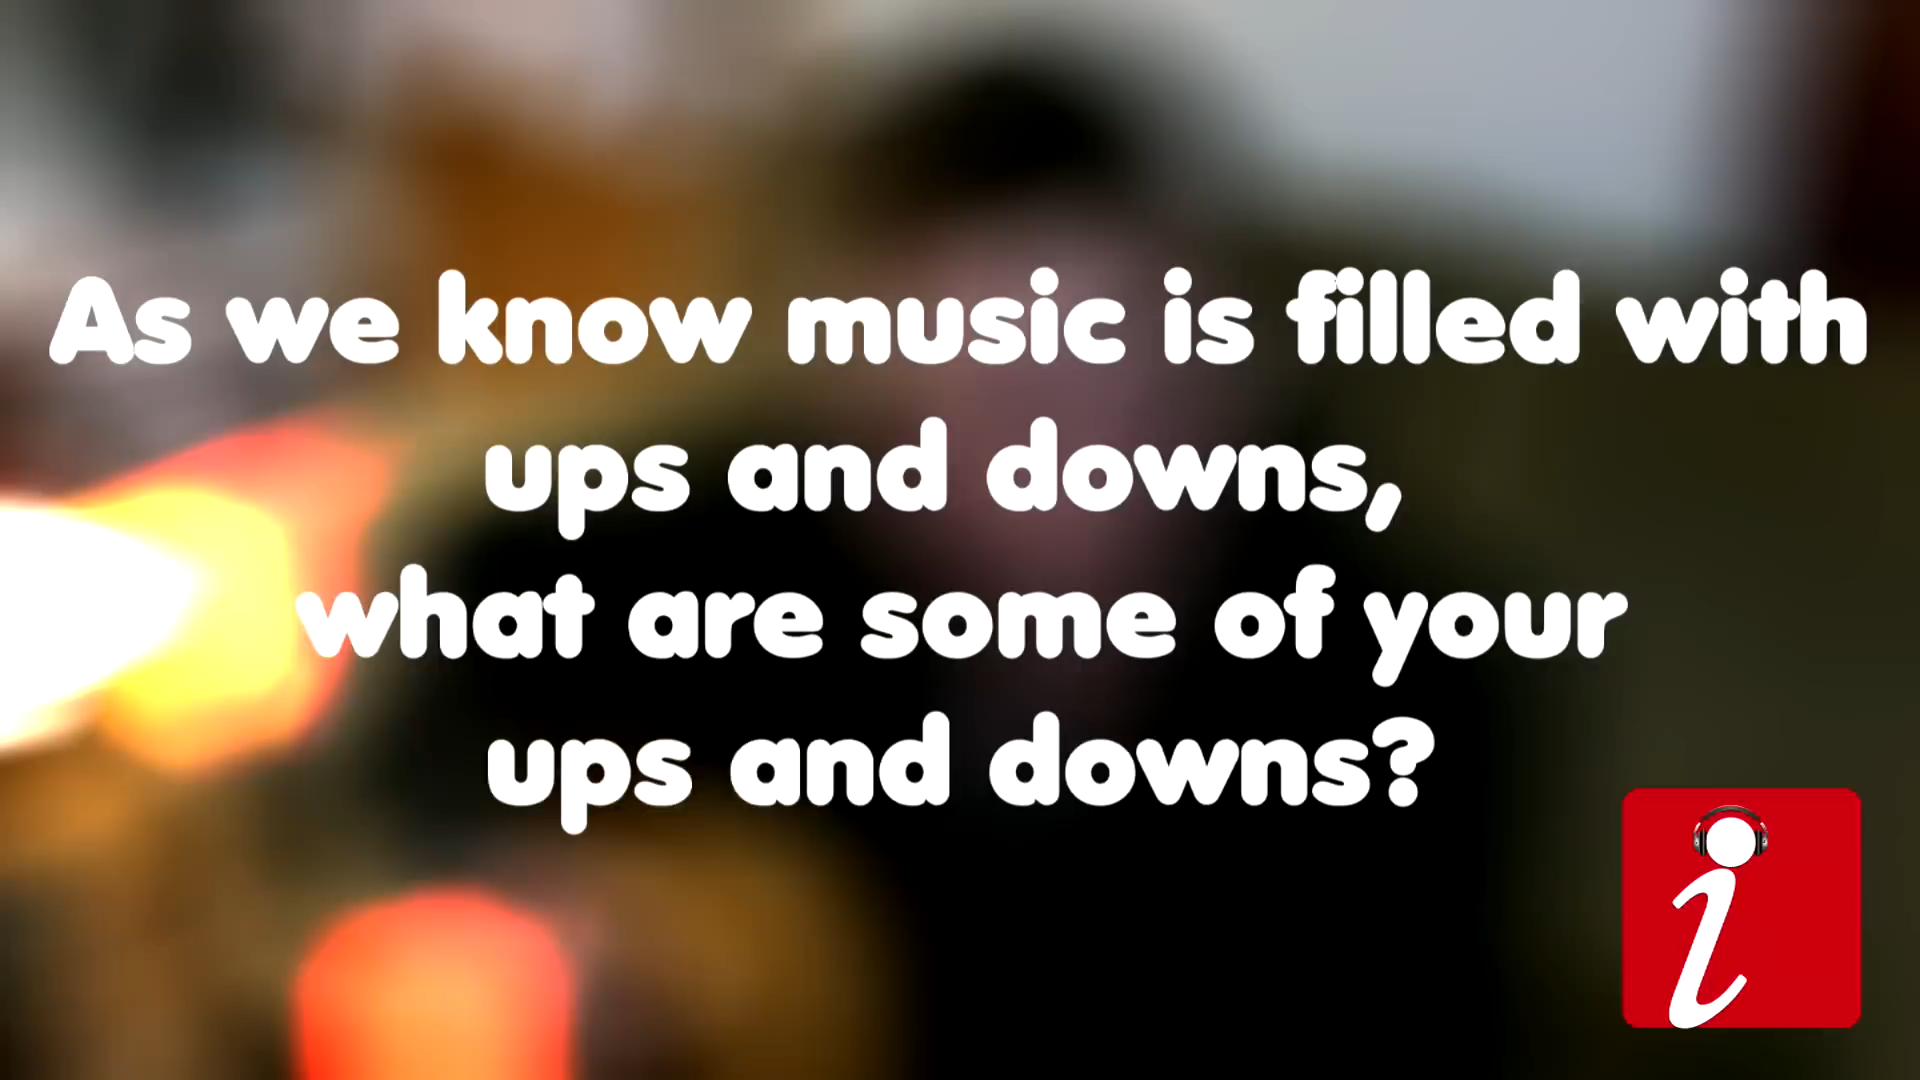 As we know music is filled with
ups and downs,
what are some of your
ups and downs?
i